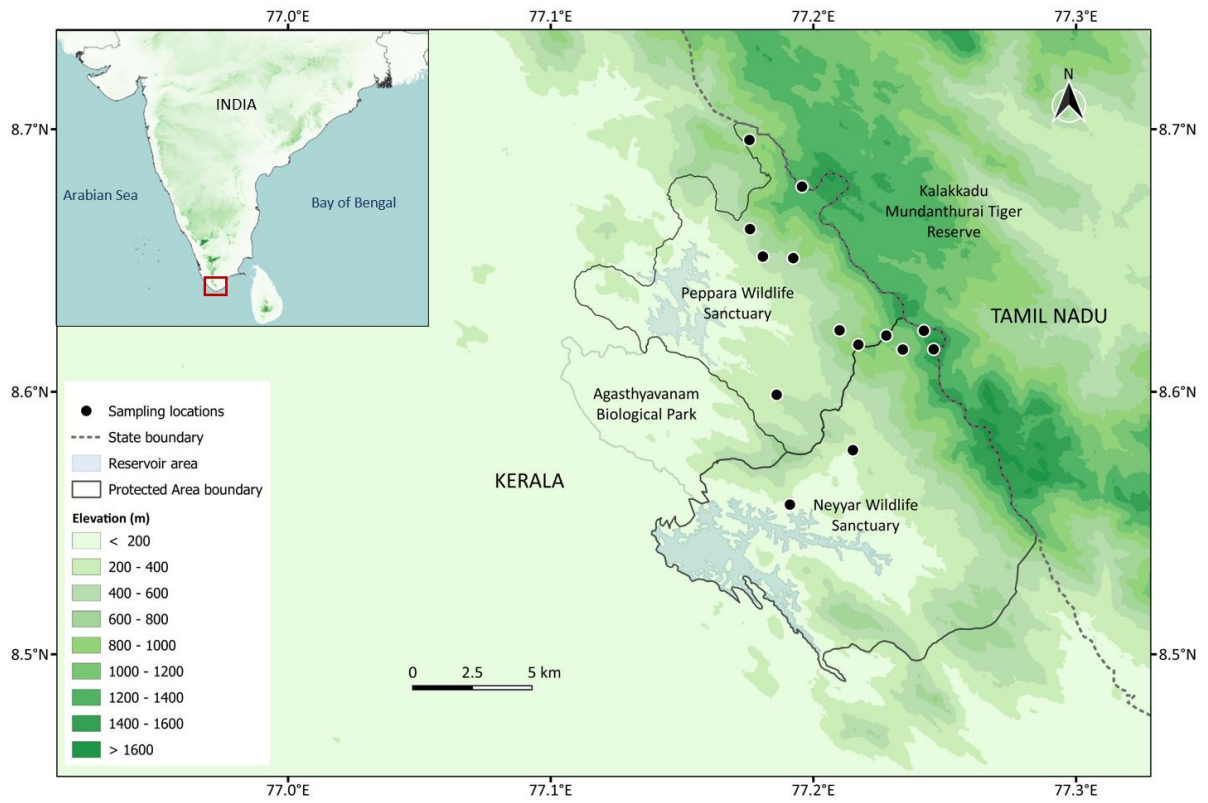 77.0°E
77.1°E
77.2°E
77.3°E
INDIA
Arabian Sea
Bay of Bengal
N
8.7°N
8.7°N
Kalakkadu
Mundanthurai Tiger
Reserve
Peppara Wildlife
Sanctuary
TAMIL NADU
8.6°N
8.6°N
Agasthyavanam
Biological Park
KERALA
Neyyar Wildlife
Sanctuary
Sampling locations
State boundary
Reservoir area
Protected Area boundary
Elevation (m)
< 200
200 - 400
400 - 600
600 - 800
800 - 1000
1000 - 1200
1200 - 1400
1400 - 1600
> 1600
8.5°N
8.5°N
0 2.5 5 km
77.0°E
77.1°E
77.2°E
77.3°E